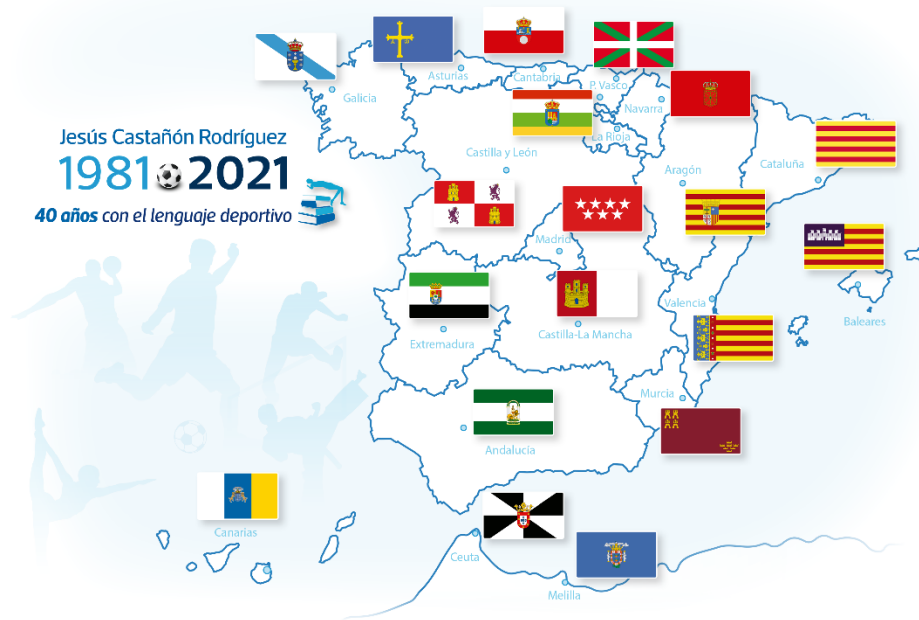 Asturias
Cantabria
P. Vasco
Galicia
Navarra
La Rioja
Jesús Castañón Rodríguez
1981 2021
40 años con el lenguaje deportivo
Castilla y León
Aragón
Cataluña
Madrid
Valencia
Baleares
Castilla-La Mancha
Extremadura
Murcia
Andalucía
Canarias
Ceuta
Melilla